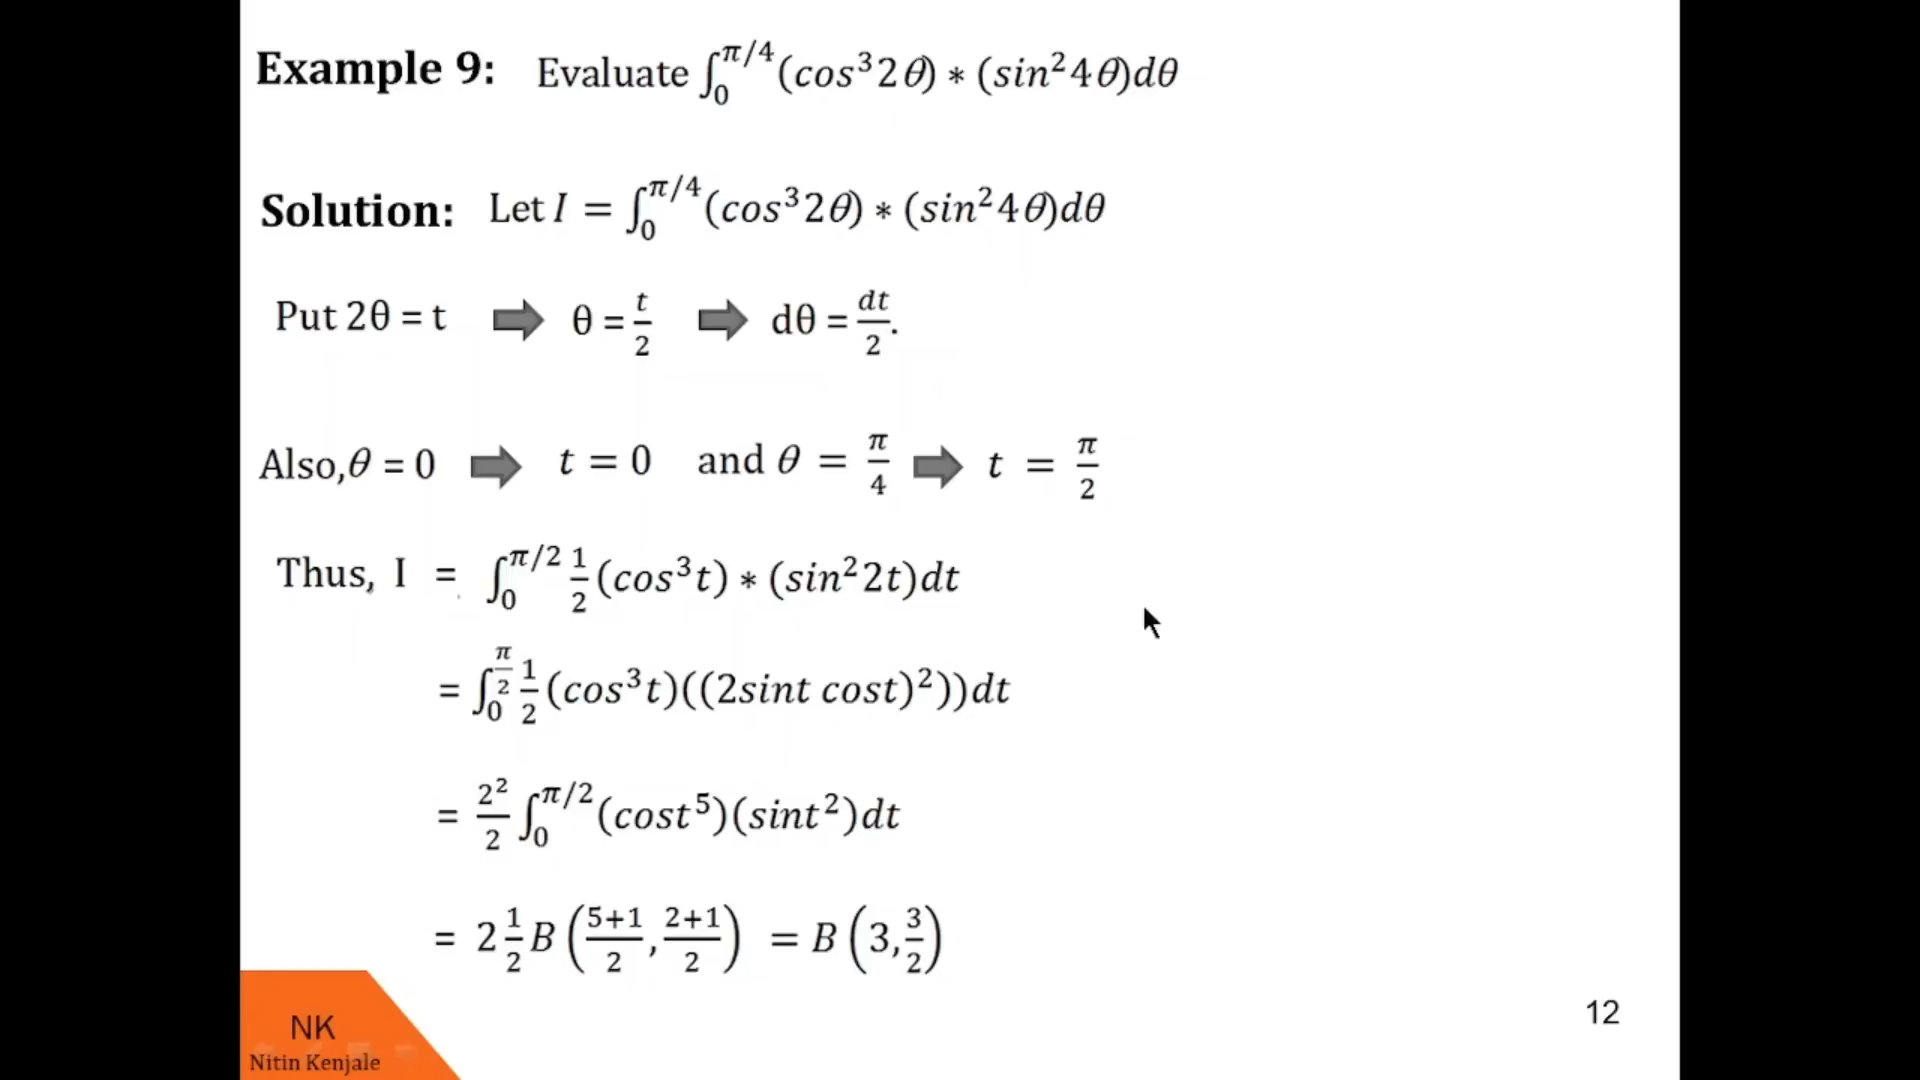 Example 9: Evaluate ∫₀^{π/4}(cos³2θ) * (sin²4θ)dθ
Solution: Let I = ∫₀^{π/4}(cos³2θ) * (sin²4θ)dθ
Put 2θ = t ➡ θ = t/2 ➡ dθ = dt/2.
Also,θ = 0 ➡ t = 0 and θ = π/4 ➡ t = π/2
Thus, I = ∫₀^{π/2} 1/2 (cos³t) * (sin²2t)dt
= ∫₀^{π/2} 1/2 (cos³t)((2sint cost)²))dt
= 2²/2 ∫₀^{π/2}(cost⁵)(sint²)dt
= 2 1/2 B((5+1)/2, (2+1)/2) = B(3, 3/2)
NK
Nitin Kenjale
12